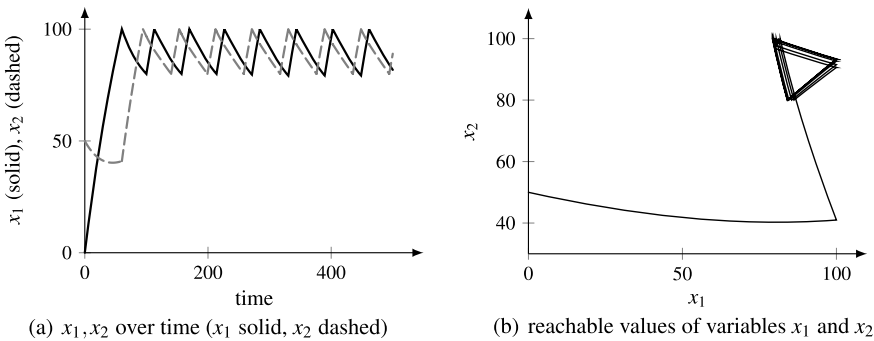 100
50
0
0
200
400
time
x1 (solid), x2 (dashed)
(a) x1, x2 over time (x1 solid, x2 dashed)
100
80
60
40
0
50
100
x1
x2
(b) reachable values of variables x1 and x2